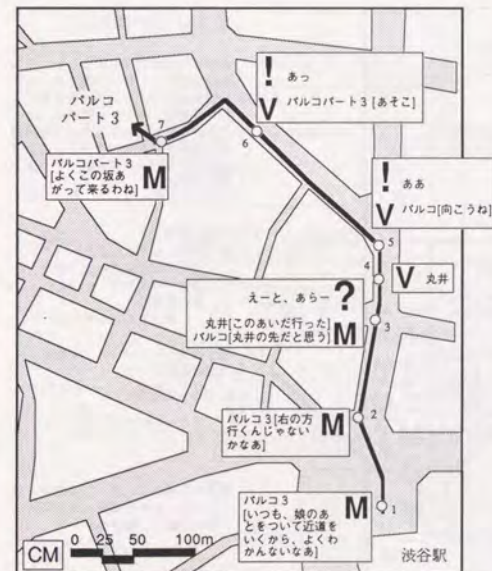 !
あっ
V
パルコパート3 [あそこ]
パルコ
パート3
7
6
パルコパート3
[よくこの坂あ
がって来るわね]
M
!
ああ
V
パルコ[向こうね]
5
4
V
丸井
えーと、あらー
?
丸井[このあいだ行った]
パルコ[丸井の先だと思う]
M
3
パルコ3[右の方
行くんじゃない
かなあ]
M
2
パルコ3
[いつも、娘のあ
とをついて近道を
いくから、よくわ
かんないなあ]
M
1
CM
0 25 50 100m
渋谷駅